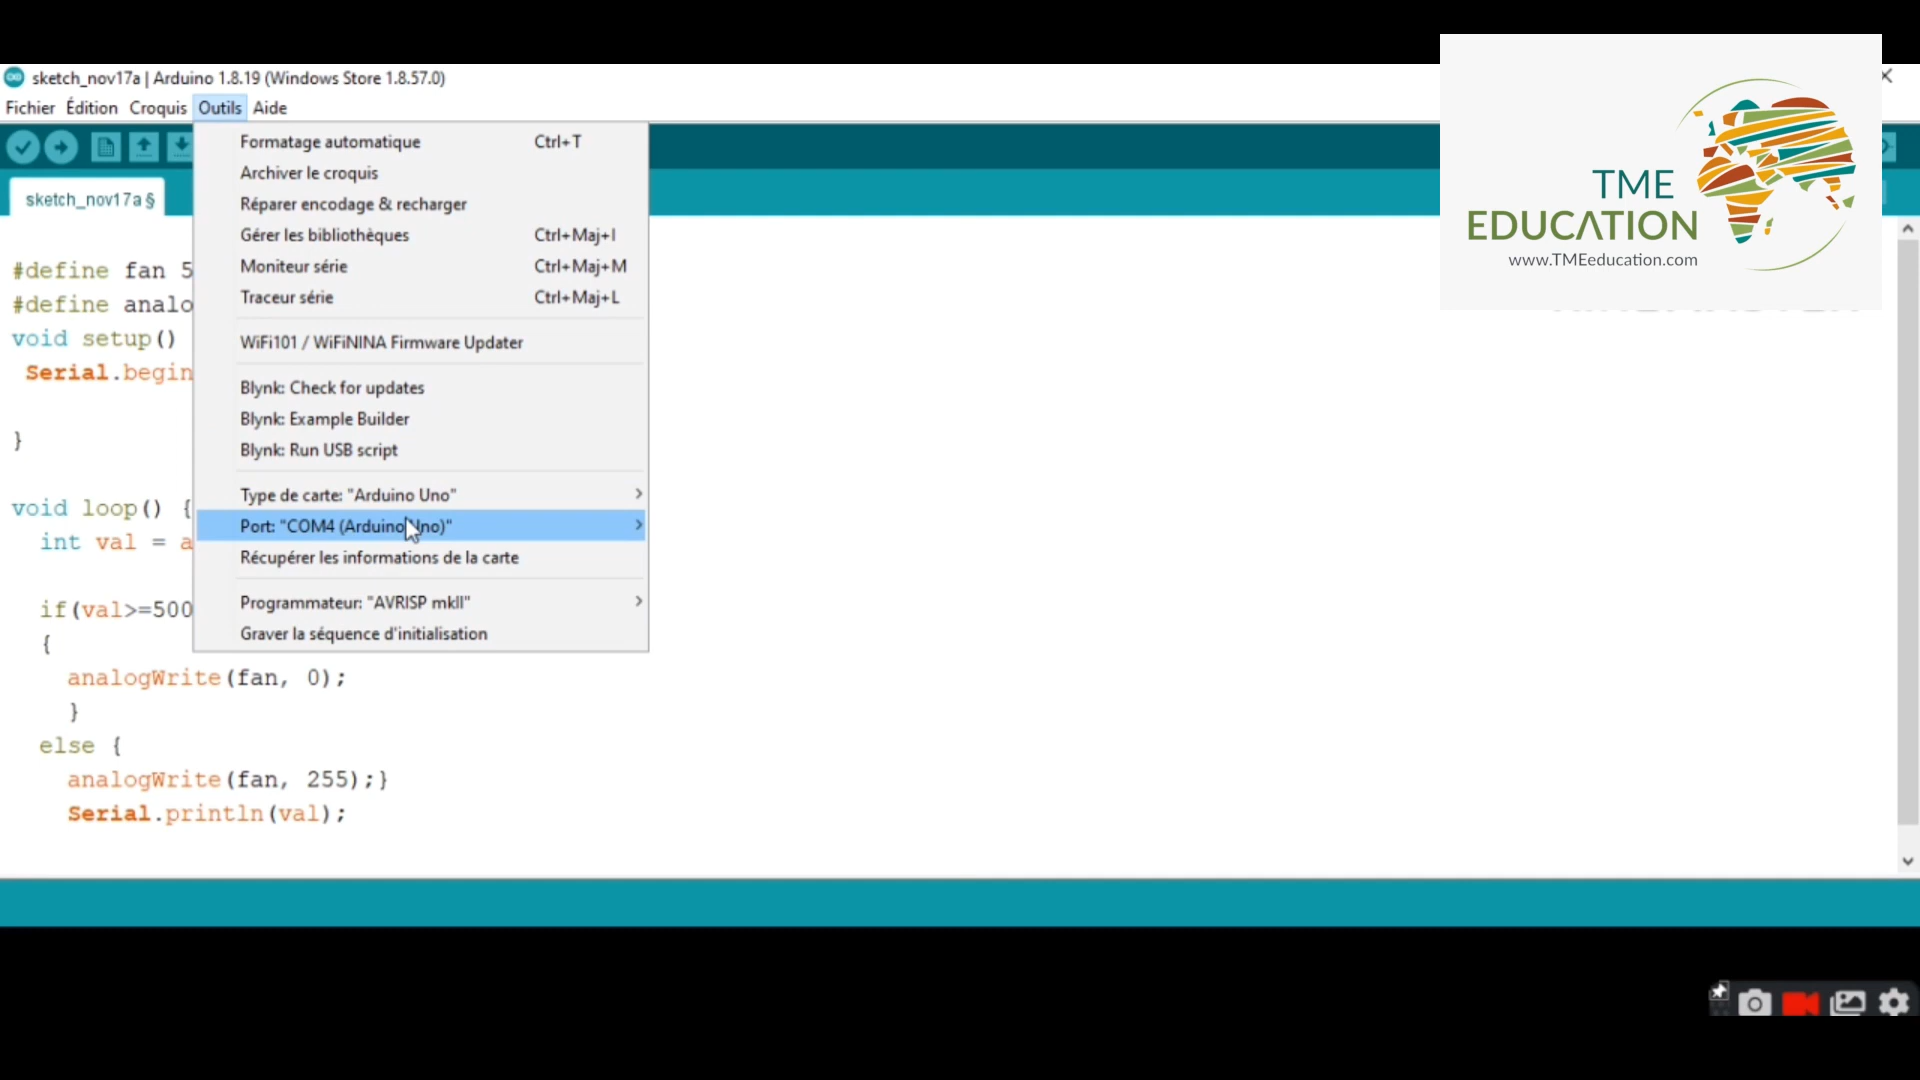 sketch_nov17a | Arduino 1.8.19 (Windows Store 1.8.57.0)
Fichier Édition Croquis Outils Aide
sketch_nov17a §
Formatage automatique Ctrl+T
Archiver le croquis
Réparer encodage & recharger
Gérer les bibliothèques Ctrl+Maj+I
Moniteur série Ctrl+Maj+M
Traceur série Ctrl+Maj+L
WiFi101 / WiFiNINA Firmware Updater
Blynk: Check for updates
Blynk: Example Builder
Blynk: Run USB script
Type de carte: "Arduino Uno"
Port: "COM4 (Arduino Uno)"
Récupérer les informations de la carte
Programmateur: "AVRISP mkII"
Graver la séquence d'initialisation
#define fan 5
#define analo
void setup()
Serial.begin
}
void loop() {
int val = a
if(val>=500
{
analogWrite(fan, 0);
}
else {
analogWrite(fan, 255);}
Serial.println(val);
TME
EDUCATION
www.TMEeducation.com